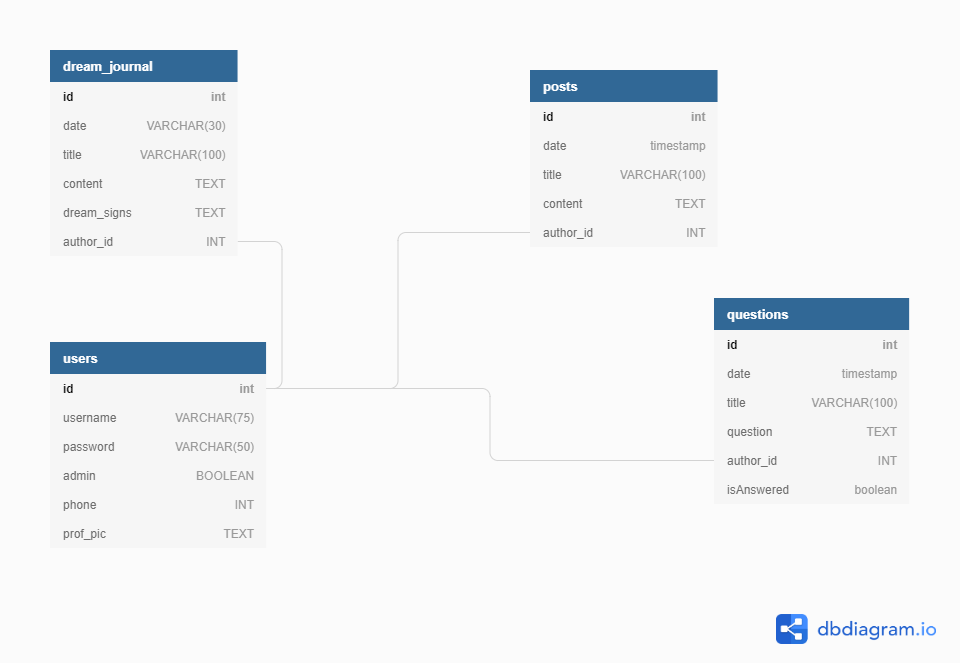 dream_journal
id int
date VARCHAR(30)
title VARCHAR(100)
content TEXT
dream_signs TEXT
author_id INT
posts
id int
date timestamp
title VARCHAR(100)
content TEXT
author_id INT
questions
id int
date timestamp
title VARCHAR(100)
question TEXT
author_id INT
isAnswered boolean
users
id int
username VARCHAR(75)
password VARCHAR(50)
admin BOOLEAN
phone INT
prof_pic TEXT
dbdiagram.io